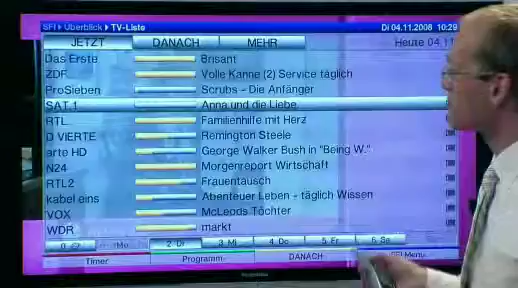 SFI Überblick TV-Liste Di 04.11.2008 10:29
JETZT DANACH MEHR Heute 04.11
Das Erste Brisant
ZDF Volle Kanne (2) Service täglich
ProSieben Scrubs - Die Anfänger
SAT.1 Anna und die Liebe
RTL Familienhilfe mit Herz
D VIERTE Remington Steele
arte HD George Walker Bush in "Being W."
N24 Morgenreport Wirtschaft
RTL2 Frauentausch
kabel eins Abenteuer Leben - täglich Wissen
VOX McLeods Töchter
WDR markt
Mo 2 Di 3 Mi 4 Do 5 Fr 6 Sa
Timer Programm DANACH SFI Menü